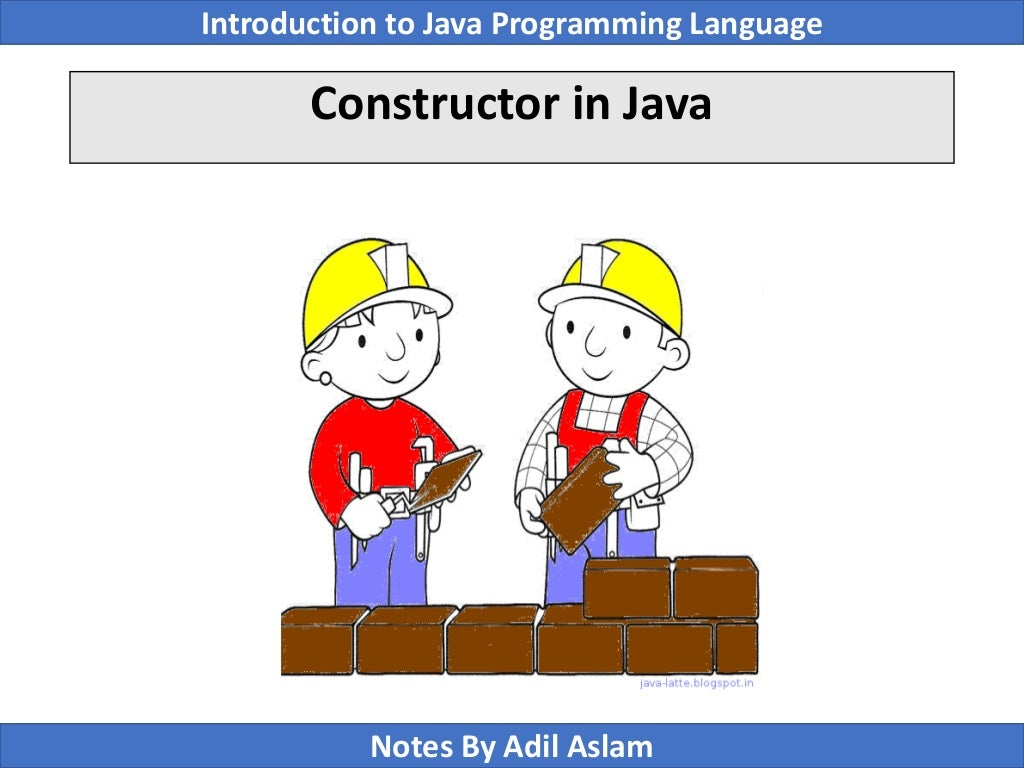 Introduction to Java Programming Language
Constructor in Java
java-latte.blogspot.in
Notes By Adil Aslam